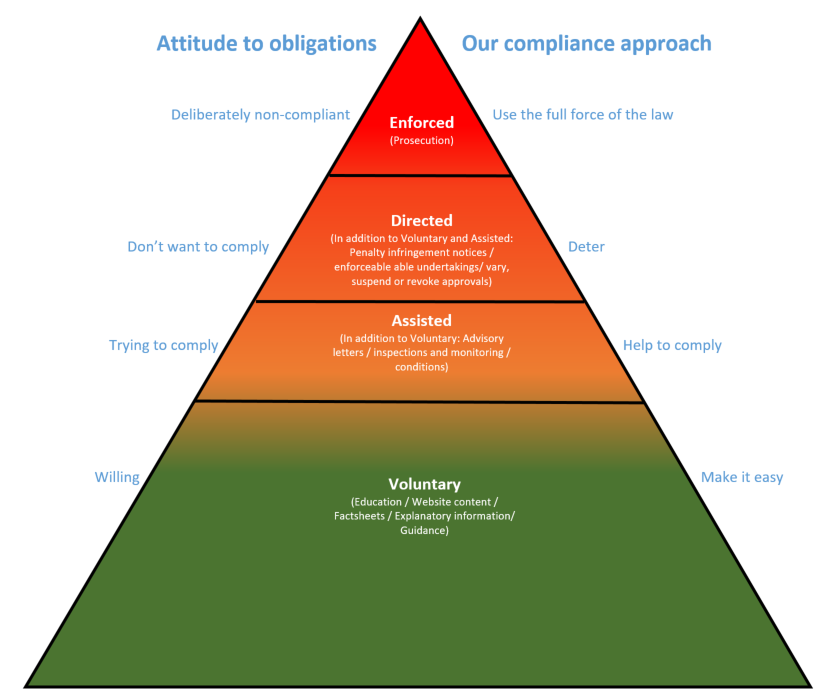 Attitude to obligations
Our compliance approach
Deliberately non-compliant
Enforced
(Prosecution)
Use the full force of the law
Don’t want to comply
Directed
(In addition to Voluntary and Assisted:
Penalty infringement notices /
enforceable able undertakings/ vary,
suspend or revoke approvals)
Deter
Trying to comply
Assisted
(In addition to Voluntary: Advisory
letters / inspections and monitoring /
conditions)
Help to comply
Willing
Voluntary
(Education / Website content /
Factsheets / Explanatory information/
Guidance)
Make it easy